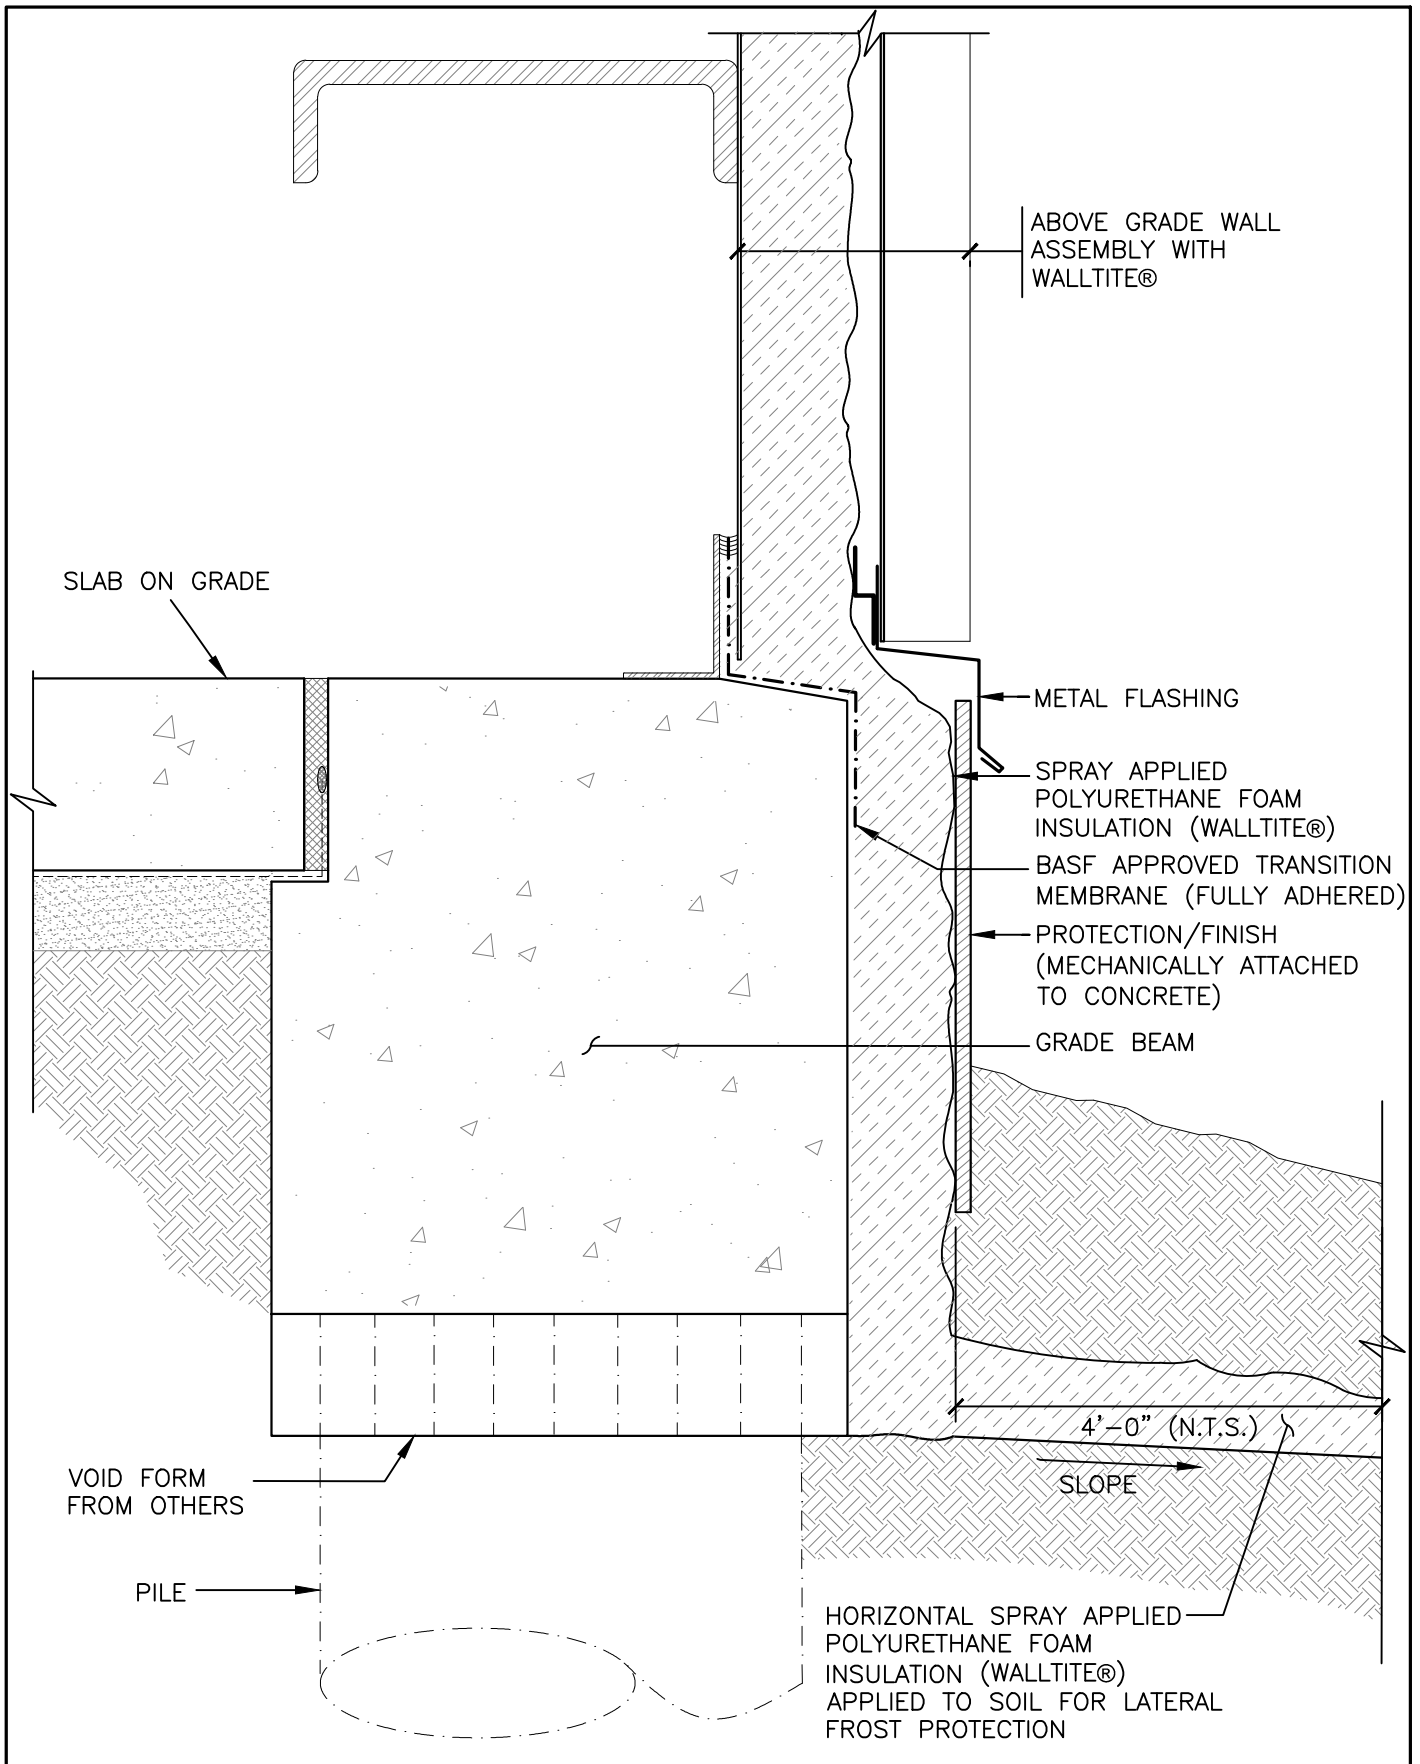 ABOVE GRADE WALL
ASSEMBLY WITH
WALLTITE®
SLAB ON GRADE
METAL FLASHING
SPRAY APPLIED
POLYURETHANE FOAM
INSULATION (WALLTITE®)
BASF APPROVED TRANSITION
MEMBRANE (FULLY ADHERED)
PROTECTION/FINISH
(MECHANICALLY ATTACHED
TO CONCRETE)
GRADE BEAM
4'-0" (N.T.S.)
SLOPE
VOID FORM
FROM OTHERS
PILE
HORIZONTAL SPRAY APPLIED
POLYURETHANE FOAM
INSULATION (WALLTITE®)
APPLIED TO SOIL FOR LATERAL
FROST PROTECTION